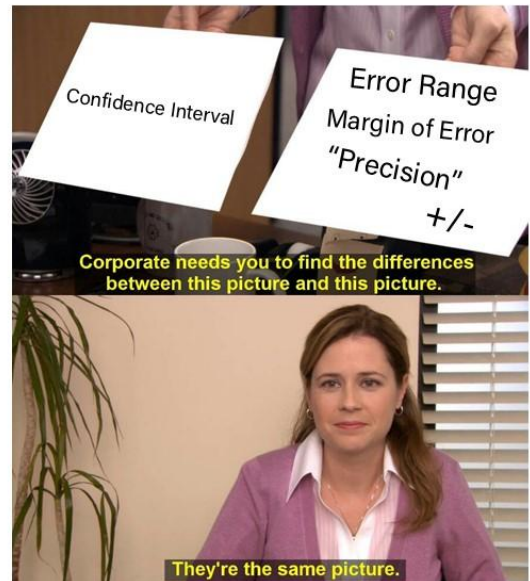 Confidence Interval
Error Range
Margin of Error
"Precision"
+/-
Corporate needs you to find the differences
between this picture and this picture.
They're the same picture.